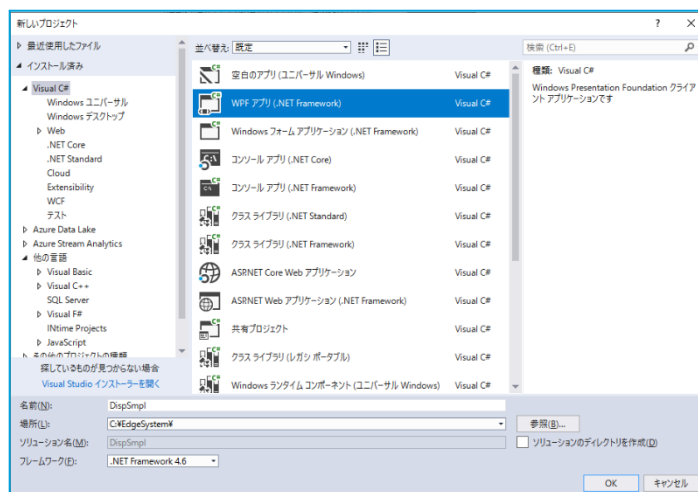 新しいプロジェクト
? ×
最近使用したファイル
インストール済み
Visual C#
Windows ユニバーサル
Windows デスクトップ
Web
.NET Core
.NET Standard
Cloud
Extensibility
WCF
テスト
Azure Data Lake
Azure Stream Analytics
他の言語
Visual Basic
Visual C++
SQL Server
Visual F#
INtime Projects
JavaScript
その他のプロジェクトの種類
探しているものが見つからない場合
Visual Studio インストーラーを開く
並べ替え: 既定
空白のアプリ (ユニバーサル Windows) Visual C#
WPF アプリ (.NET Framework) Visual C#
Windows フォーム アプリケーション (.NET Framework) Visual C#
コンソール アプリ (.NET Core) Visual C#
コンソール アプリ (.NET Framework) Visual C#
クラス ライブラリ (.NET Standard) Visual C#
クラス ライブラリ (.NET Framework) Visual C#
ASP.NET Core Web アプリケーション Visual C#
ASP.NET Web アプリケーション (.NET Framework) Visual C#
共有プロジェクト Visual C#
クラス ライブラリ (レガシ ポータブル) Visual C#
Windows ランタイム コンポーネント (ユニバーサル Windows) Visual C#
検索 (Ctrl+E)
種類: Visual C#
Windows Presentation Foundation クライア
ント アプリケーションです
名前(N): DispSmpl
場所(L): C:¥EdgeSystem¥ 参照(B)...
ソリューション名(M): DispSmpl ソリューションのディレクトリを作成(D)
フレームワーク(F): .NET Framework 4.6
OK キャンセル